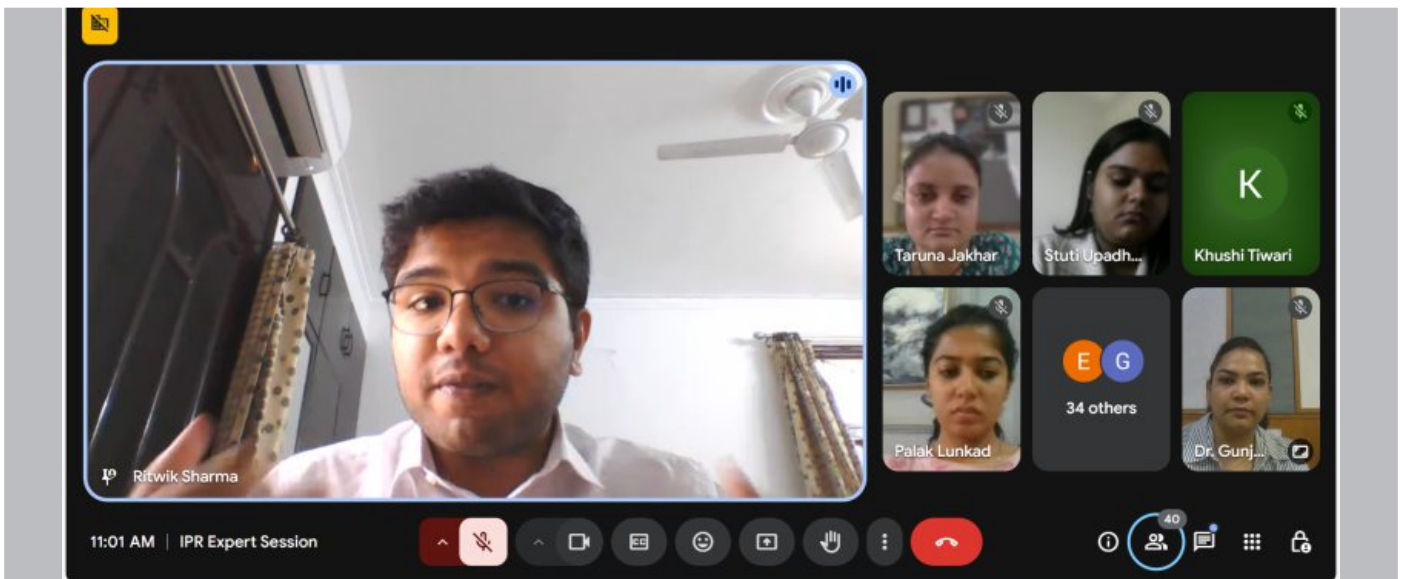 Ritwik Sharma
Taruna Jakhar
Stuti Upadh...
K
Khushi Tiwari
Palak Lunkad
E G
34 others
Dr. Gunj...
11:01 AM | IPR Expert Session
CC
40